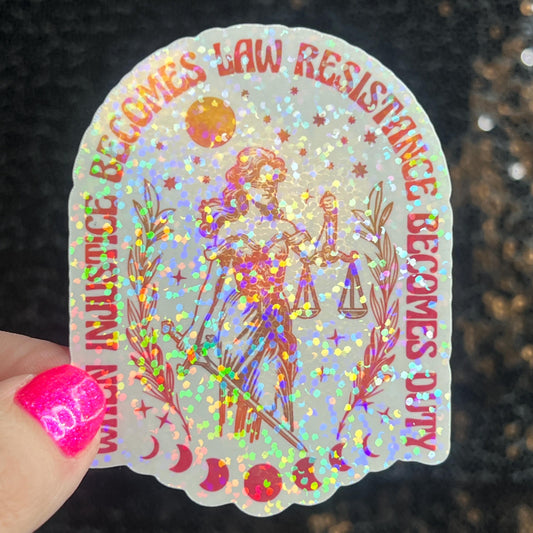 WHEN INJUSTICE BECOMES LAW RESISTANCE BECOMES DUTY